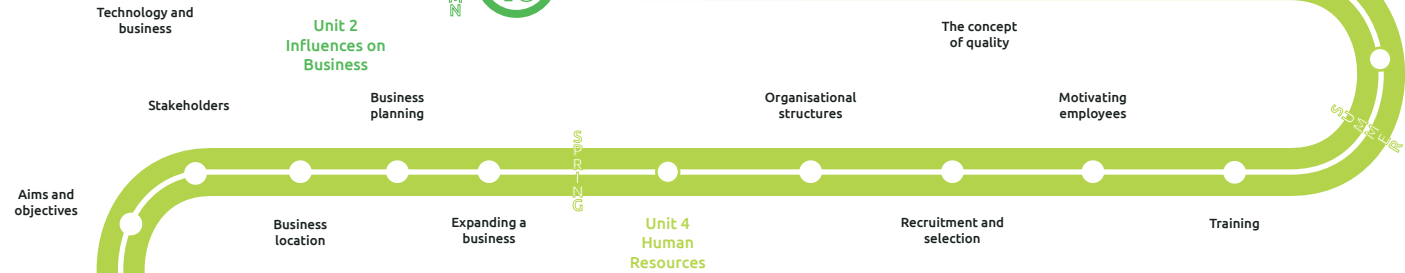 Technology and
business
Unit 2
Influences on
Business
The concept
of quality
Stakeholders
Business
planning
Organisational
structures
Motivating
employees
SPRING
SUMMER
Aims and
objectives
Business
location
Expanding a
business
Unit 4
Human
Resources
Recruitment and
selection
Training